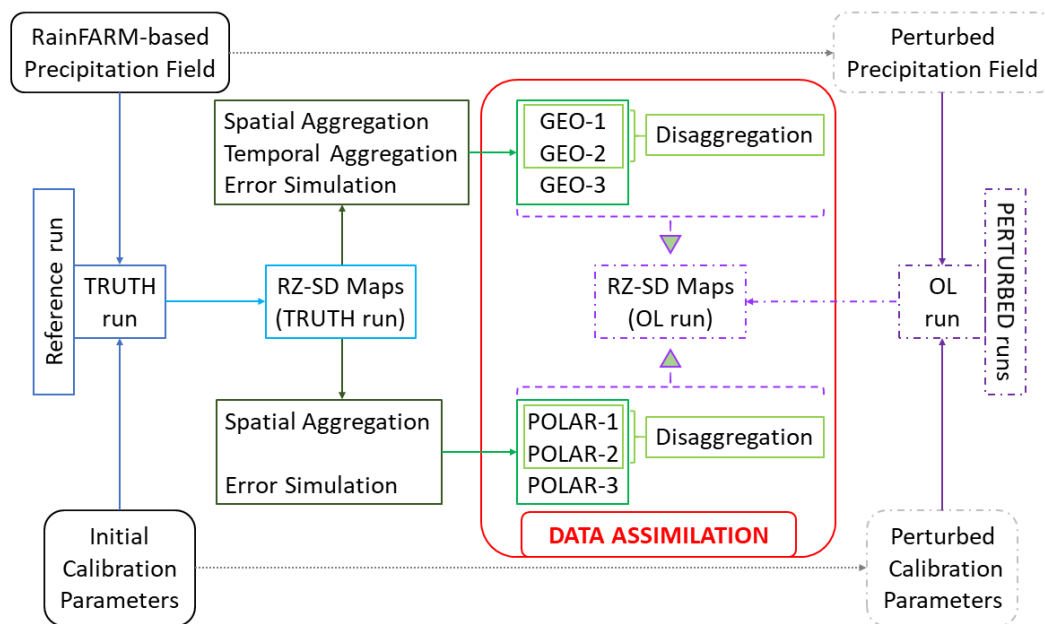 RainFARM-based
Precipitation Field
Perturbed
Precipitation Field
Spatial Aggregation
Temporal Aggregation
Error Simulation
GEO-1
GEO-2
GEO-3
Disaggregation
Reference run
TRUTH
run
RZ-SD Maps
(TRUTH run)
RZ-SD Maps
(OL run)
OL
run
PERTURBED runs
Spatial Aggregation
Error Simulation
POLAR-1
POLAR-2
POLAR-3
Disaggregation
DATA ASSIMILATION
Initial
Calibration
Parameters
Perturbed
Calibration
Parameters